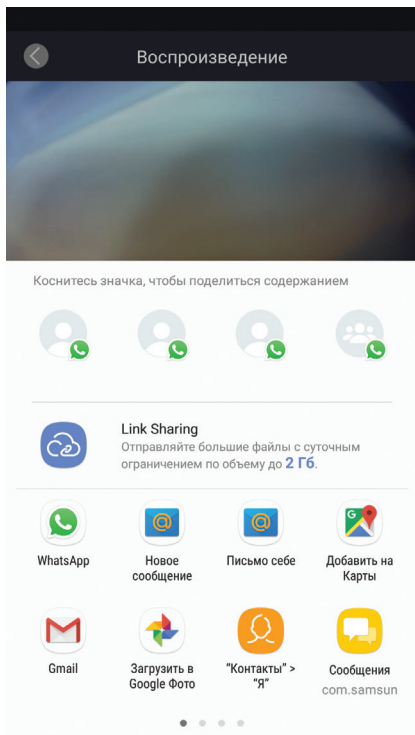 Воспроизведение
Коснитесь значка, чтобы поделиться содержанием
Link Sharing
Отправляйте большие файлы с суточным
ограничением по объему до 2 Гб.
WhatsApp
Новое
сообщение
Письмо себе
Добавить на
Карты
Gmail
Загрузить в
Google Фото
“Контакты” >
“Я”
Сообщения
com.samsun